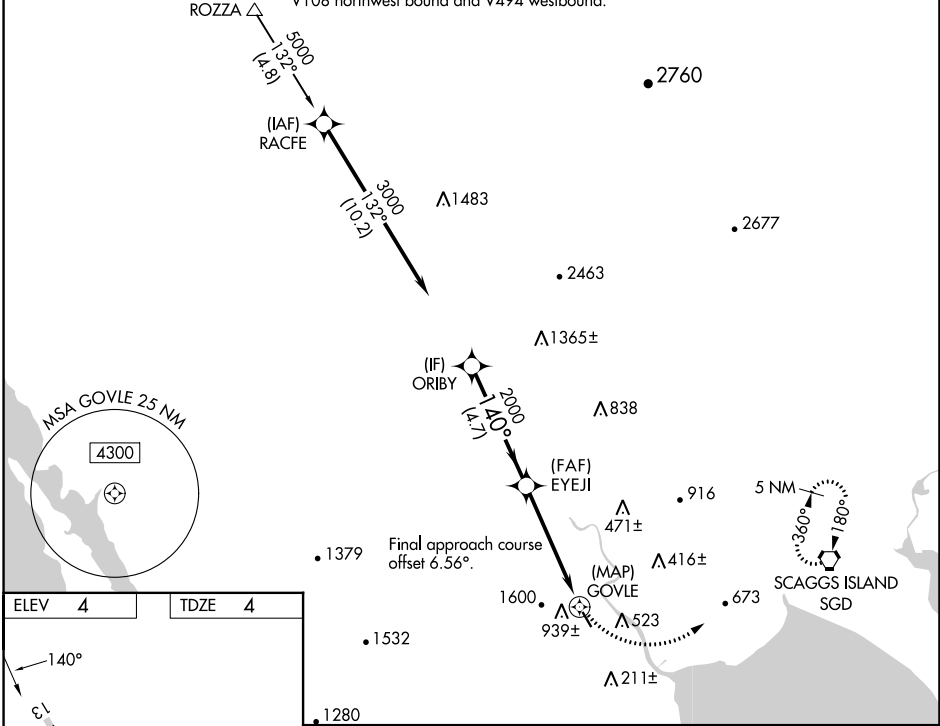 V108 northwest bound and V494 westbound.
ROZZA
5000
132°
(4.8)
2760
(IAF)
RACFE
3000
132°
(10.2)
1483
2677
2463
1365±
(IF)
ORIBY
2000
140°
(4.7)
838
MSA GOVLE 25 NM
4300
(FAF)
EYEJI
916
5 NM
360°
180°
471±
1379
Final approach course
offset 6.56°.
416±
SCAGGS ISLAND
SGD
(MAP)
GOVLE
1600
939±
523
673
ELEV 4
TDZE 4
1532
140°
211±
13
1280